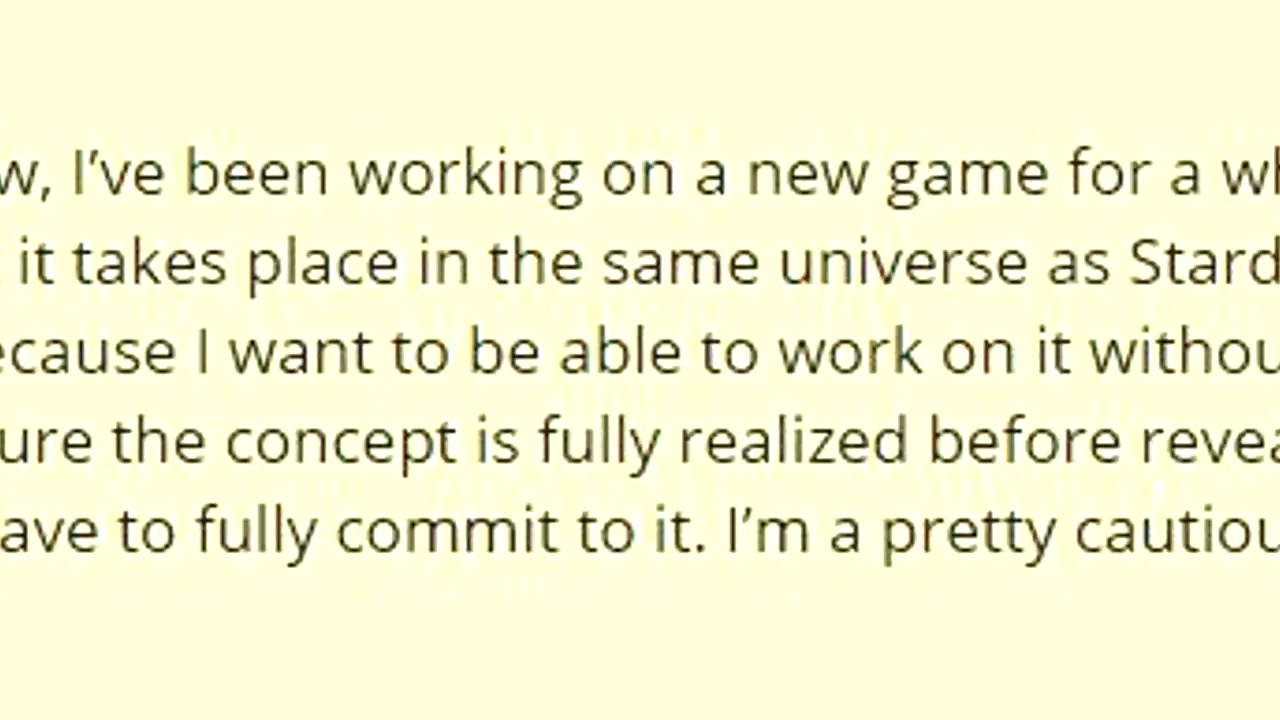 w, I’ve been working on a new game for a wh
it takes place in the same universe as Stard
ecause I want to be able to work on it withou
ure the concept is fully realized before revea
ave to fully commit to it. I’m a pretty cautiou